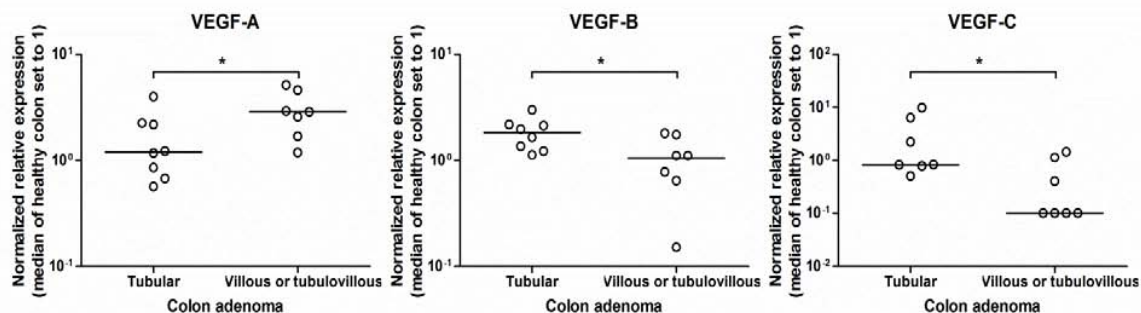 VEGF-A
Normalized relative expression
(median of healthy colon set to 1)
10¹
*
10⁰
10⁻¹
Tubular
Villous or tubulovillous
Colon adenoma
VEGF-B
Normalized relative expression
(median of healthy colon set to 1)
10¹
*
10⁰
10⁻¹
Tubular
Villous or tubulovillous
Colon adenoma
VEGF-C
Normalized relative expression
(median of healthy colon set to 1)
10²
*
10¹
10⁰
10⁻¹
10⁻²
Tubular
Villous or tubulovillous
Colon adenoma